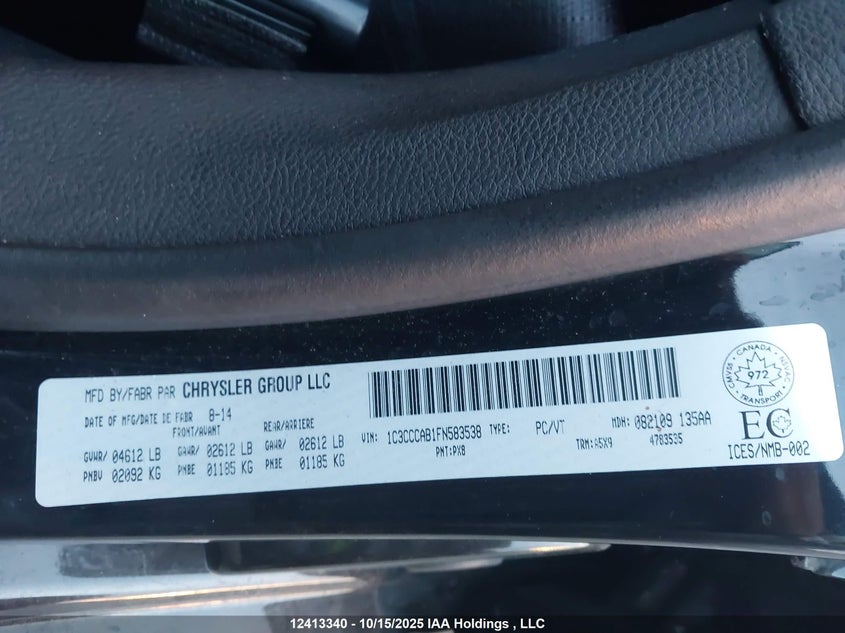 MFD BY/FABR PAR CHRYSLER GROUP LLC
DATE OF MFG/DATE DE FABR 8-14
FRONT/AVANT REAR/ARRIERE
GVWR/ 04612 LB GAWR/ 02612 LB GAWR/ 02612 LB
PNBV 02092 KG PNBE 01185 KG PNBE 01185 KG
VIN: 1C3CCCAB1FN583538 TYPE: PC/VT MDH: 082109 135AA
PNT:PX8 TRM:A5X9 4783535
CANADA
CMVSS NSVAC
972
TRANSPORT
EC
ICES/NMB-002
12413340 - 10/15/2025 IAA Holdings , LLC